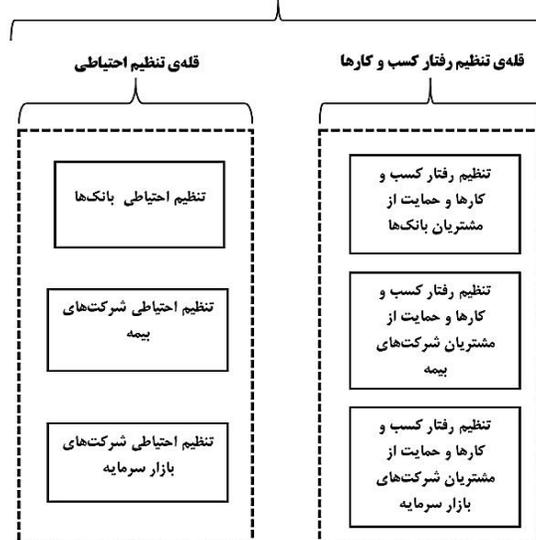 قله‌ی تنظیم رفتار کسب و کارها
تنظیم رفتار کسب و
کارها و حمایت از
مشتریان بانک‌ها
تنظیم رفتار کسب و
کارها و حمایت از
مشتریان شرکت‌های
بیمه
تنظیم رفتار کسب و
کارها و حمایت از
مشتریان شرکت‌های
بازار سرمایه
قله‌ی تنظیم احتیاطی
تنظیم احتیاطی بانک‌ها
تنظیم احتیاطی شرکت‌های
بیمه
تنظیم احتیاطی شرکت‌های
بازار سرمایه